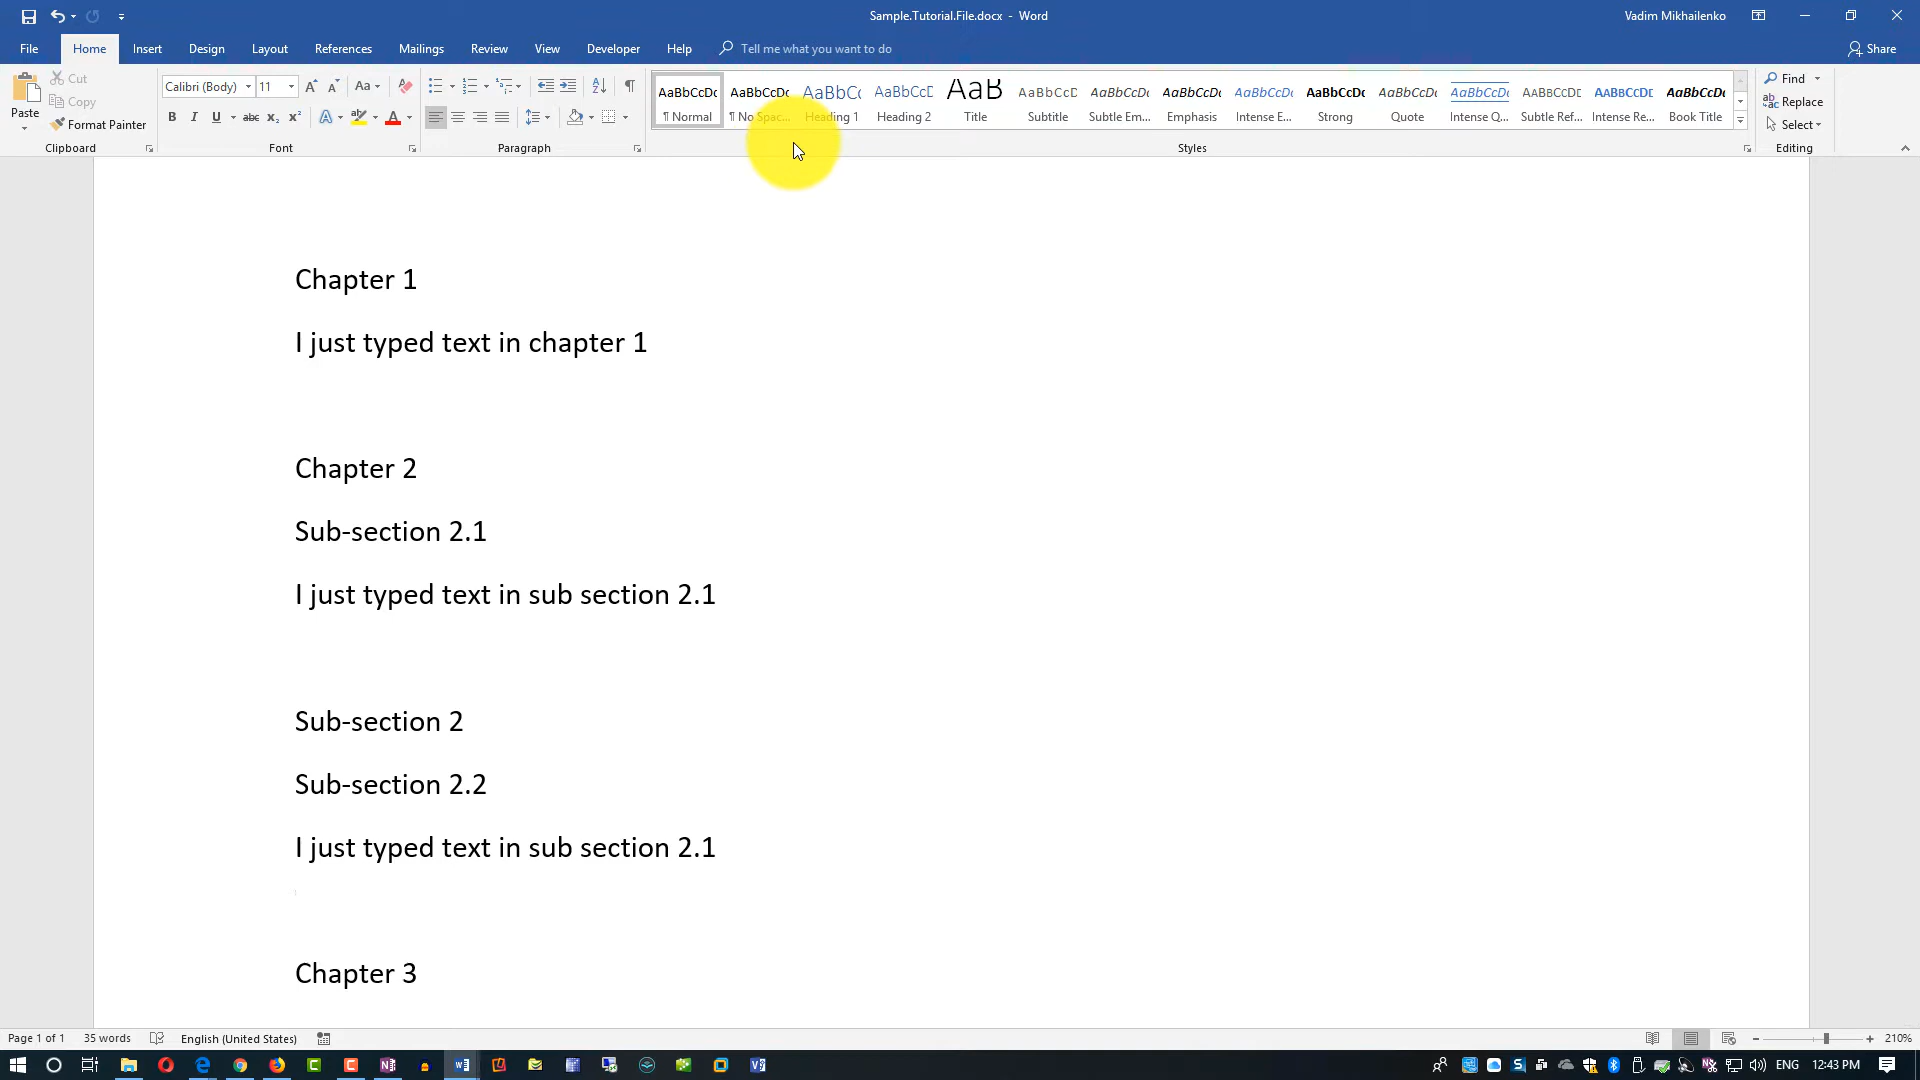 Sample.Tutorial.File.docx - Word
Vadim Mikhailenko
File Home Insert Design Layout References Mailings Review View Developer Help Tell me what you want to do
Share
Cut
Copy
Paste
Format Painter
Clipboard
Calibri (Body) 11
Aa
Font
Paragraph
AaBbCcDc AaBbCcDc AaBbC( AaBbCcC AaB AaBbCcD AaBbCcDc AaBbCcDc AaBbCcDc AaBbCcDc AaBbCcDc AaBbCcDc AABBCCDE AABBCCDE AaBbCcDc
¶ Normal ¶ No Spac... Heading 1 Heading 2 Title Subtitle Subtle Em... Emphasis Intense E... Strong Quote Intense Q... Subtle Ref... Intense Re... Book Title
Styles
Find
Replace
Select
Editing
Chapter 1
I just typed text in chapter 1
Chapter 2
Sub-section 2.1
I just typed text in sub section 2.1
Sub-section 2
Sub-section 2.2
I just typed text in sub section 2.1
Chapter 3
Page 1 of 1 35 words English (United States)
210%
ENG 12:43 PM